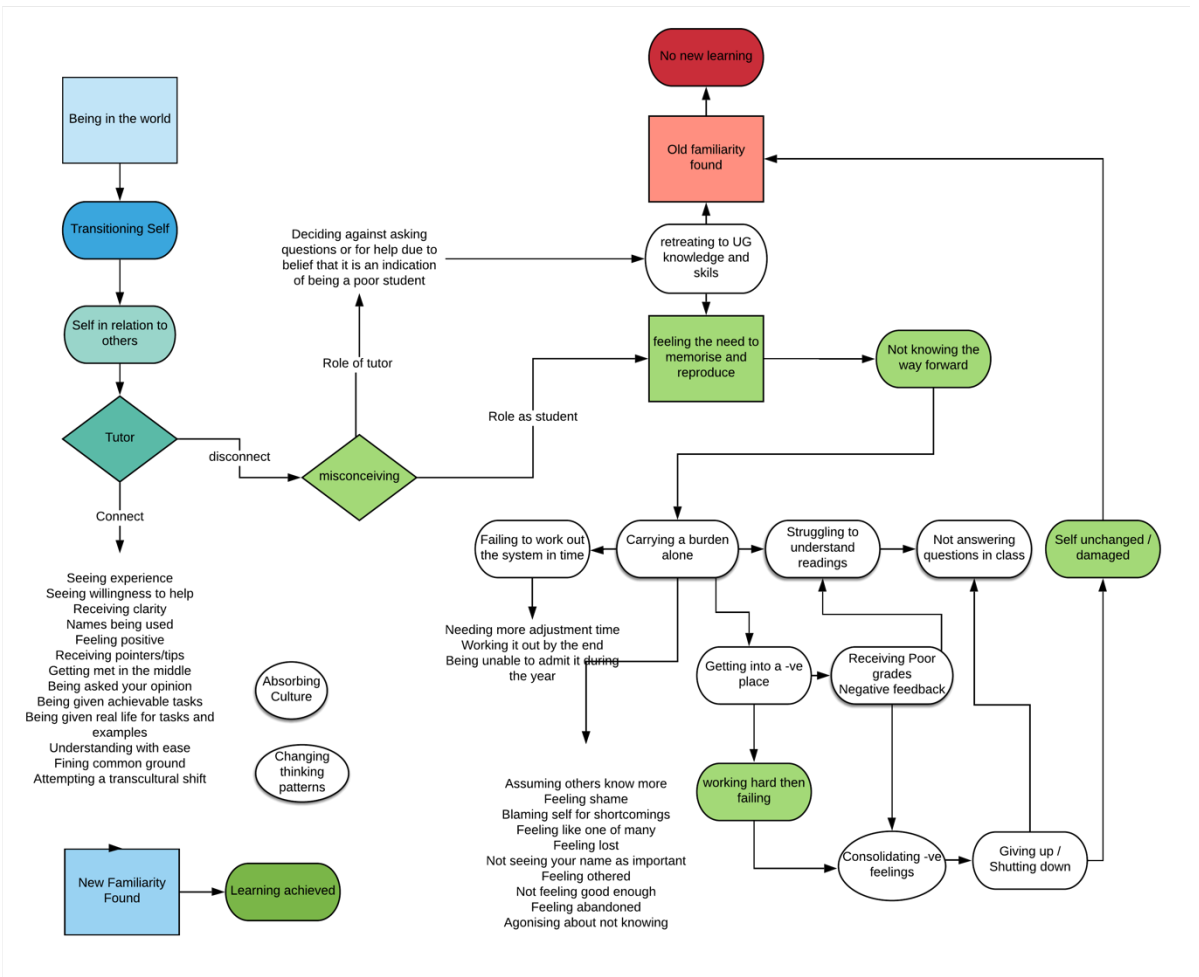 No new learning
Being in the world
Old familiarity
found
Transitioning Self
Deciding against asking
questions or for help due to
belief that it is an indication
of being a poor student
retreating to UG
knowledge and
skils
Self in relation to
others
feeling the need to
memorise and
reproduce
Not knowing the
way forward
Role of tutor
Role as student
Tutor
disconnect
misconceiving
Connect
Failing to work out
the system in time
Carrying a burden
alone
Struggling to
understand
readings
Not answering
questions in class
Self unchanged /
damaged
Seeing experience
Seeing willingness to help
Receiving clarity
Names being used
Feeling positive
Receiving pointers/tips
Getting met in the middle
Being asked your opinion
Being given achievable tasks
Being given real life for tasks and
examples
Understanding with ease
Fining common ground
Attempting a transcultural shift
Needing more adjustment time
Working it out by the end
Being unable to admit it during
the year
Getting into a -ve
place
Receiving Poor
grades
Negative feedback
Absorbing
Culture
Changing
thinking
patterns
Assuming others know more
Feeling shame
Blaming self for shortcomings
Feeling like one of many
Feeling lost
Not seeing your name as important
Feeling othered
Not feeling good enough
Feeling abandoned
Agonising about not knowing
working hard then
failing
Consolidating -ve
feelings
Giving up /
Shutting down
New Familiarity
Found
Learning achieved